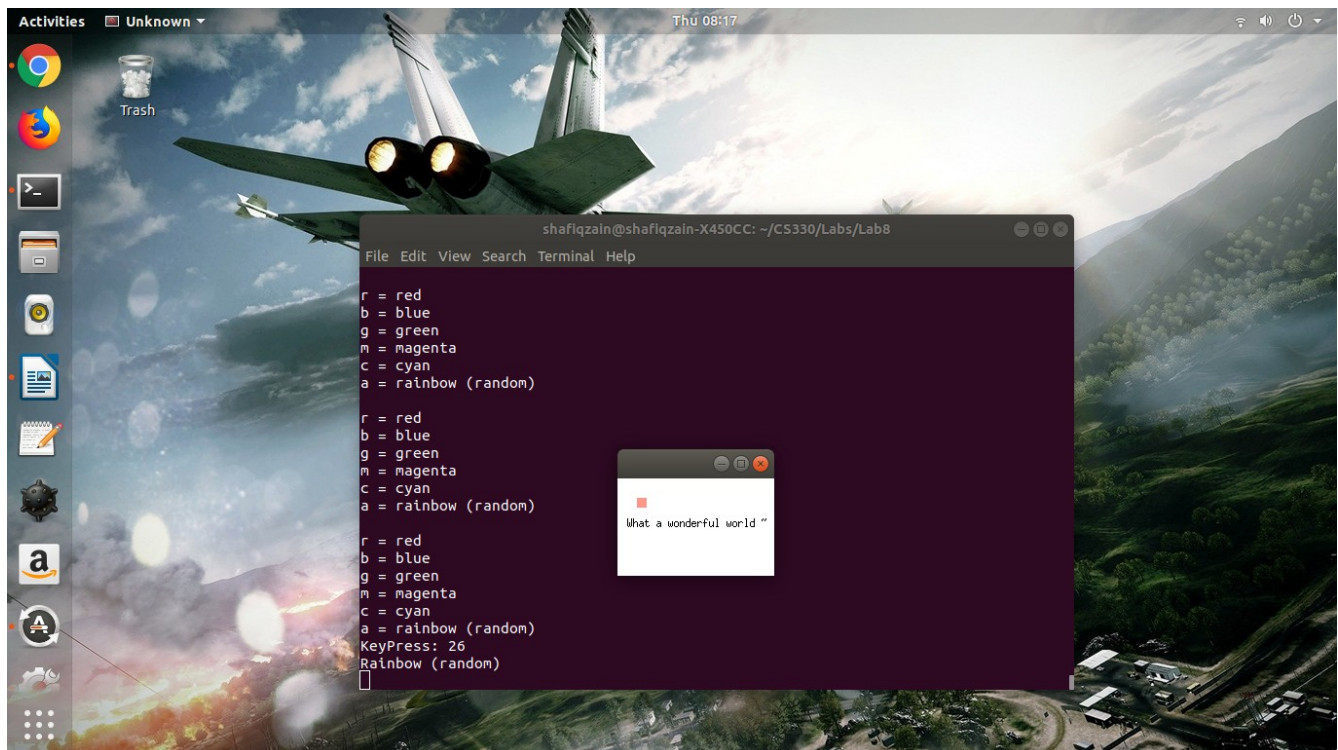 Activities Unknown Thu 08:17
Trash
shafiqzain@shafiqzain-X450CC: ~/CS330/Labs/Lab8
File Edit View Search Terminal Help
r = red
b = blue
g = green
m = magenta
c = cyan
a = rainbow (random)
r = red
b = blue
g = green
m = magenta
c = cyan
a = rainbow (random)
r = red
b = blue
g = green
m = magenta
c = cyan
a = rainbow (random)
KeyPress: 26
Rainbow (random)
What a wonderful world ~